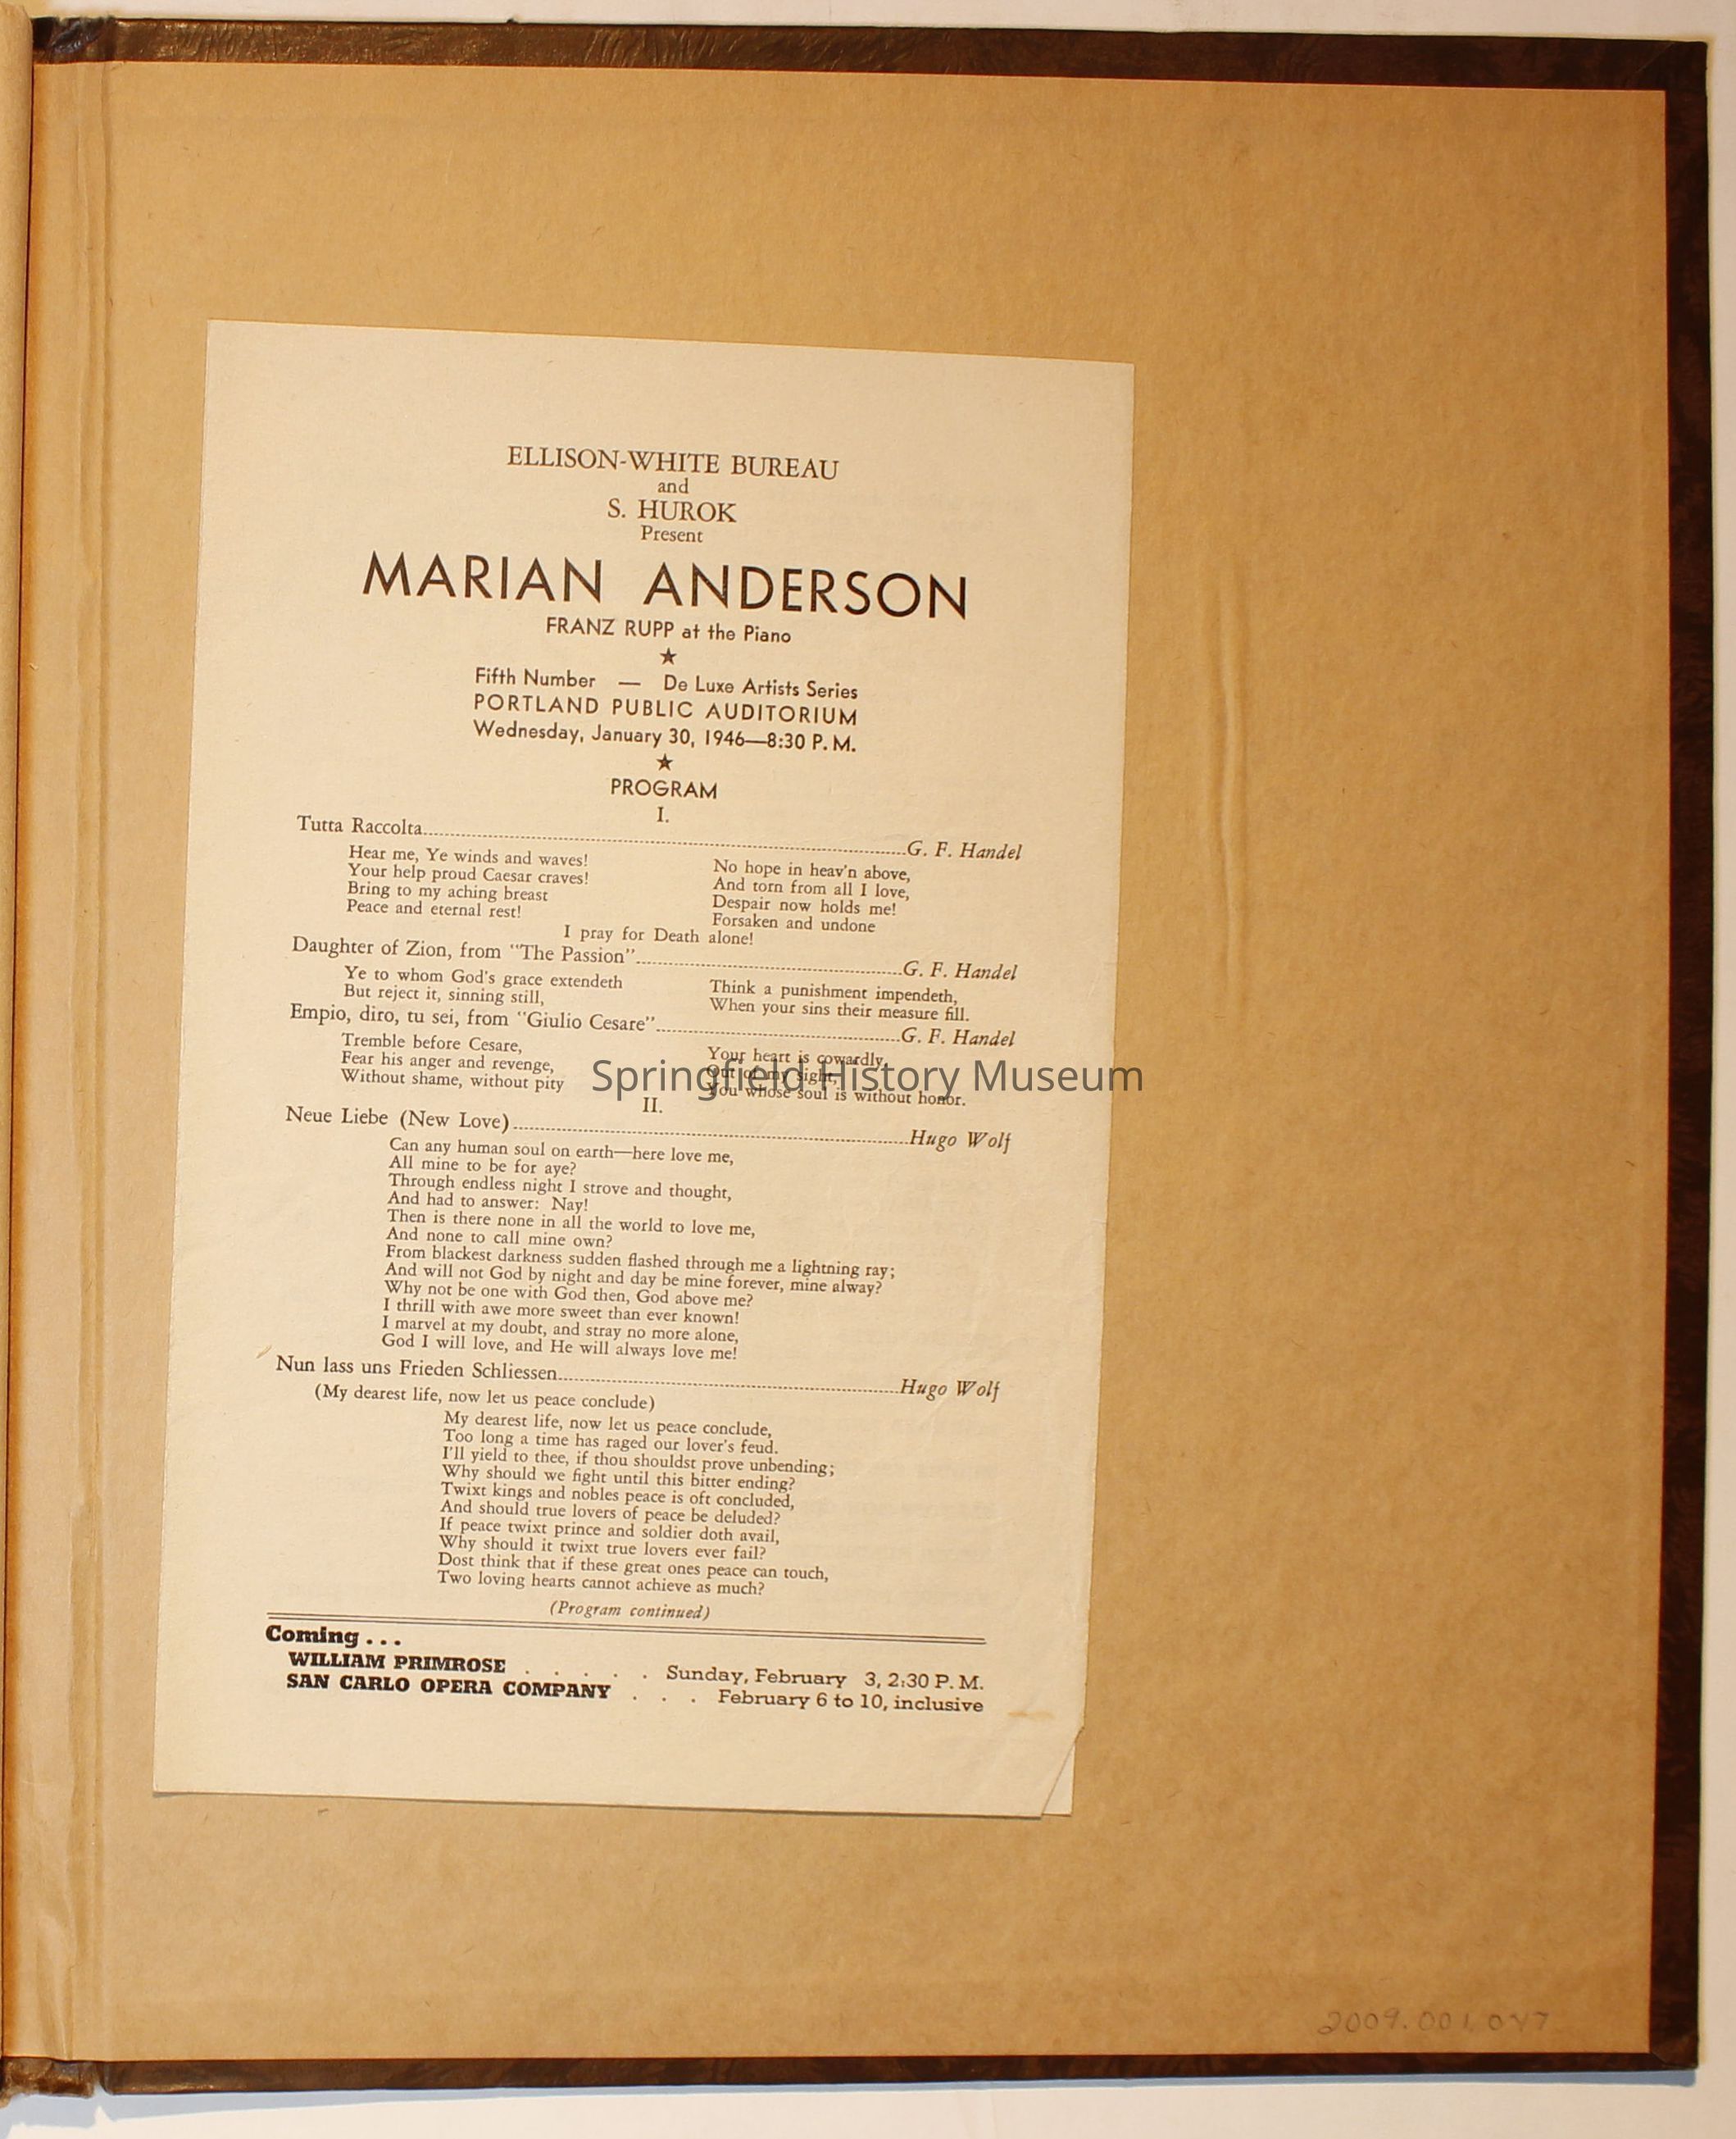 ELLISON-WHITE BUREAU
and
S. HUROK
Present
MARIAN ANDERSON
FRANZ RUPP at the Piano
★
Fifth Number — De Luxe Artists Series
PORTLAND PUBLIC AUDITORIUM
Wednesday, January 30, 1946—8:30 P. M.
★
PROGRAM
I.
Tutta Raccolta G. F. Handel
Hear me, Ye winds and waves!
Your help proud Caesar craves!
Bring to my aching breast
Peace and eternal rest!
No hope in heav'n above,
And torn from all I love,
Despair now holds me!
Forsaken and undone
I pray for Death alone!
Daughter of Zion, from "The Passion" G. F. Handel
Ye to whom God's grace extendeth
But reject it, sinning still,
Think a punishment impendeth,
When your sins their measure fill.
Empio, diro, tu sei, from "Giulio Cesare" G. F. Handel
Tremble before Cesare,
Fear his anger and revenge,
Without shame, without pity
Your heart is cowardly,
Out of my sight,
You whose soul is without honor.
Springfield History Museum
II.
Neue Liebe (New Love) Hugo Wolf
Can any human soul on earth—here love me,
All mine to be for aye?
Through endless night I strove and thought,
And had to answer: Nay!
Then is there none in all the world to love me,
And none to call mine own?
From blackest darkness sudden flashed through me a lightning ray;
And will not God by night and day be mine forever, mine alway?
Why not be one with God then, God above me?
I thrill with awe more sweet than ever known!
I marvel at my doubt, and stray no more alone,
God I will love, and He will always love me!
Nun lass uns Frieden Schliessen Hugo Wolf
(My dearest life, now let us peace conclude)
My dearest life, now let us peace conclude,
Too long a time has raged our lover's feud.
I'll yield to thee, if thou shouldst prove unbending;
Why should we fight until this bitter ending?
Twixt kings and nobles peace is oft concluded,
And should true lovers of peace be deluded?
If peace twixt prince and soldier doth avail,
Why should it twixt true lovers ever fail?
Dost think that if these great ones peace can touch,
Two loving hearts cannot achieve as much?
(Program continued)
Coming . . .
WILLIAM PRIMROSE . . . . . Sunday, February 3, 2:30 P. M.
SAN CARLO OPERA COMPANY . . . February 6 to 10, inclusive
2009.001.047